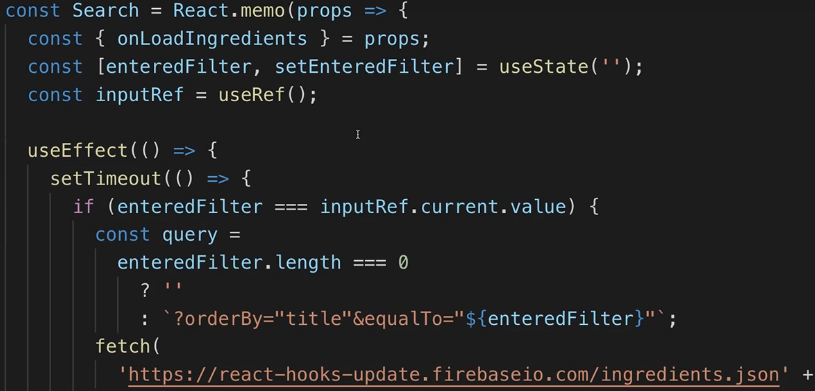 const Search = React.memo(props => {
const { onLoadIngredients } = props;
const [enteredFilter, setEnteredFilter] = useState('');
const inputRef = useRef();
useEffect(() => {
setTimeout(() => {
if (enteredFilter === inputRef.current.value) {
const query =
enteredFilter.length === 0
? ''
: `?orderBy="title"&equalTo="${enteredFilter}"`;
fetch(
'https://react-hooks-update.firebaseio.com/ingredients.json' +